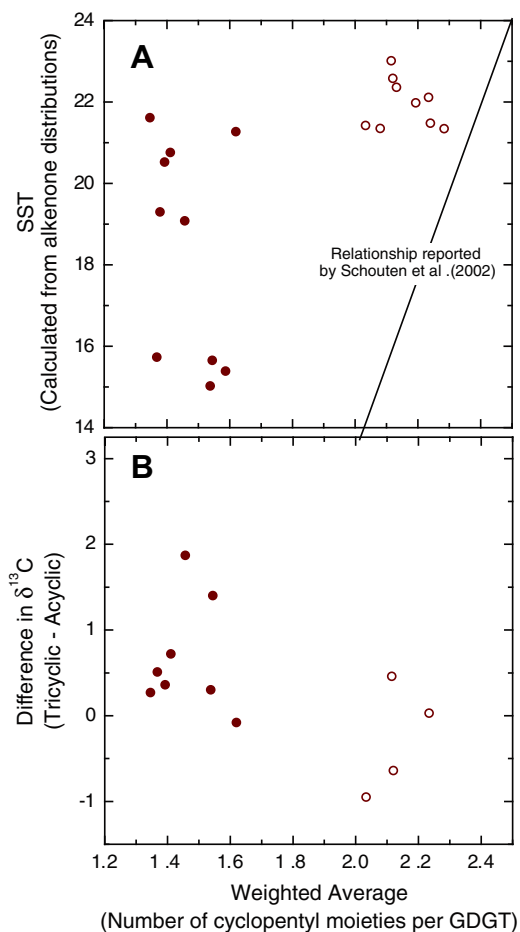 24
22
20
18
16
14
A
SST
(Calculated from alkenone distributions)
Relationship reported
by Schouten et al .(2002)
3
2
1
0
-1
B
Difference in δ13C
(Tricyclic - Acyclic)
1.2 1.4 1.6 1 .8 2.0 2 .2 2.4
Weighted Average
(Number of cyclopentyl moieties per GDGT)